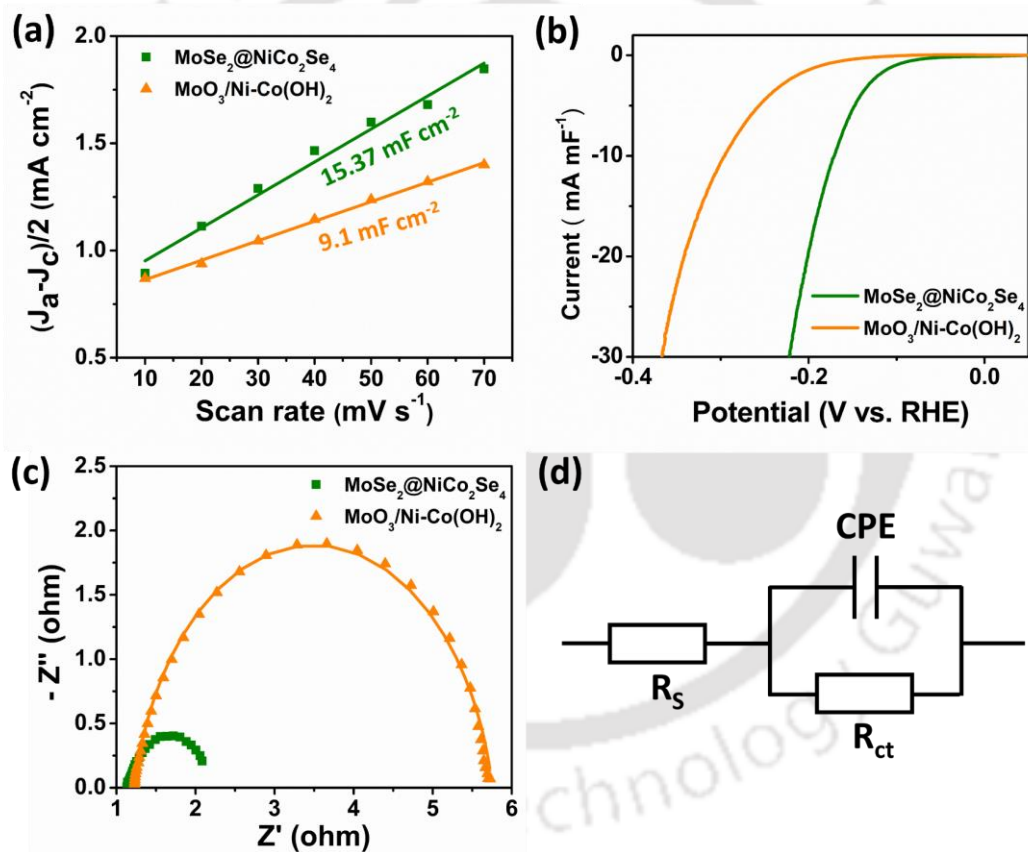 (a)
2.0
1.5
1.0
0.5
(Ja-Jc)/2 (mA cm⁻²)
MoSe₂@NiCo₂Se₄
MoO₃/Ni-Co(OH)₂
15.37 mF cm⁻²
9.1 mF cm⁻²
10 20 30 40 50 60 70
Scan rate (mV s⁻¹)
(b)
0
-10
-20
-30
Current ( mA mF⁻¹)
MoSe₂@NiCo₂Se₄
MoO₃/Ni-Co(OH)₂
-0.4 -0.2 0.0
Potential (V vs. RHE)
(c)
2.5
2.0
1.5
1.0
0.5
0.0
- Z'' (ohm)
MoSe₂@NiCo₂Se₄
MoO₃/Ni-Co(OH)₂
1 2 3 4 5 6
Z' (ohm)
(d)
CPE
Rs
Rct
chnology Guwa